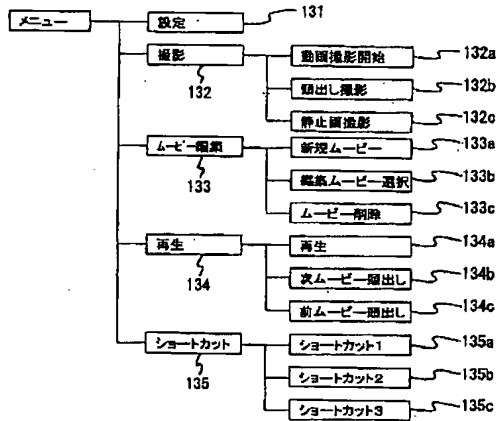 メニュー
設定
131
撮影
132
動画撮影開始
132a
頭出し撮影
132b
静止画撮影
132c
ムービー編集
133
新規ムービー
133a
編集ムービー選択
133b
ムービー削除
133c
再生
134
再生
134a
次ムービー頭出し
134b
前ムービー頭出し
134c
ショートカット
135
ショートカット1
135a
ショートカット2
135b
ショートカット3
135c